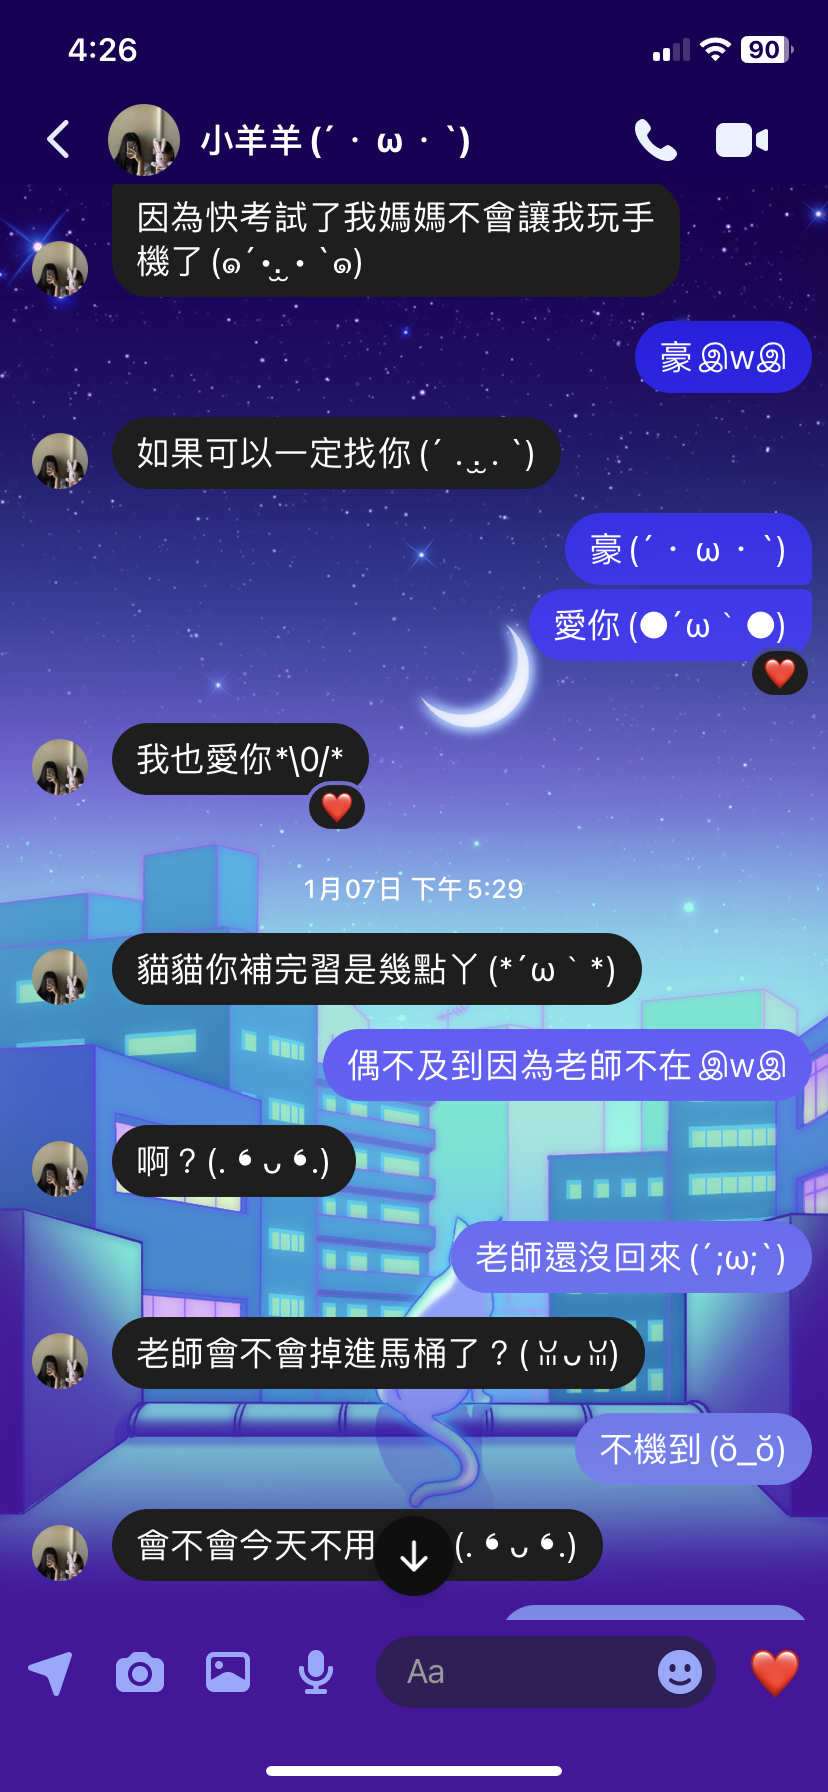 4:26
90
小羊羊 (´・ω・`)
因為快考試了我媽媽不會讓我玩手
機了 (๑´•.̫ • `๑)
豪 இwஇ
如果可以一定找你 (´ . .̫ . `)
豪 (´・ω・`)
愛你 (●´ω｀●)
我也愛你*\0/*
1月07日 下午 5:29
貓貓你補完習是幾點丫 (*´ω｀*)
偶不及到因為老師不在 இwஇ
啊？(. ❛ ᴗ ❛.)
老師還沒回來 (´;ω;`)
老師會不會掉進馬桶了？( ꈍᴗꈍ)
不機到 (ŏ_ŏ)
會不會今天不用
(. ❛ ᴗ ❛.)
Aa